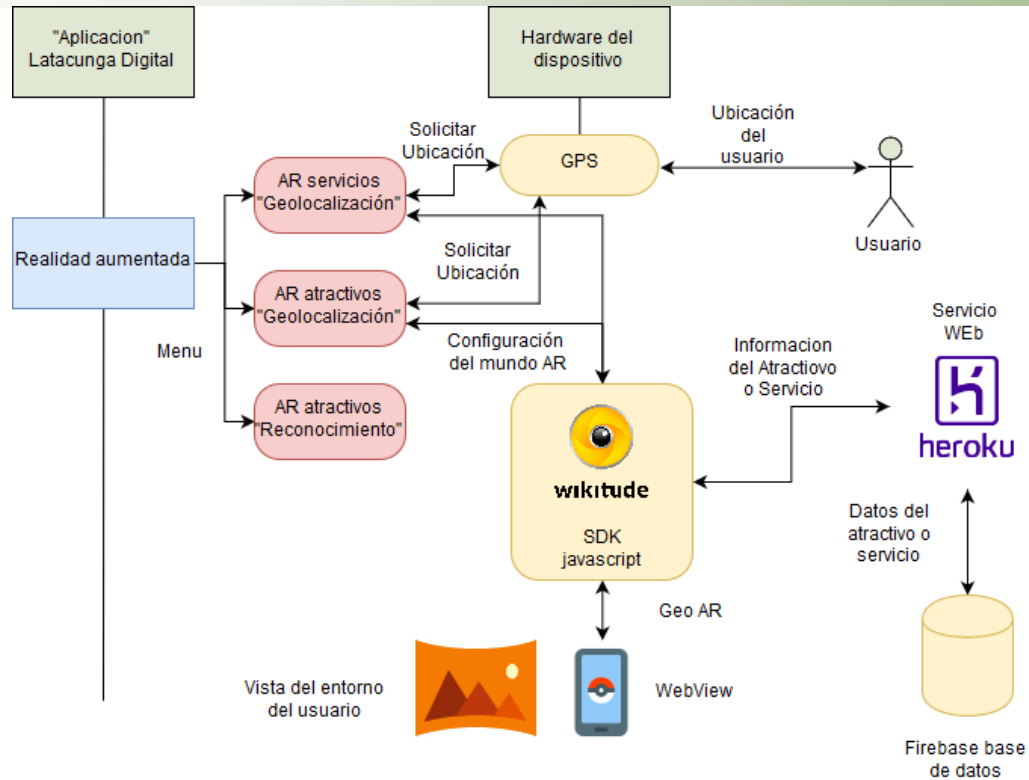 "Aplicacion"
Latacunga Digital
Hardware del
dispositivo
Solicitar
Ubicación
GPS
Ubicación
del
usuario
AR servicios
"Geolocalización"
Usuario
Realidad aumentada
Solicitar
Ubicación
AR atractivos
"Geolocalización"
Menu
Configuración
del mundo AR
Informacion
del Atractiovo
o Servicio
Servicio
WEb
heroku
AR atractivos
"Reconocimiento"
wikitude
SDK
javascript
Datos del
atractivo o
servicio
Geo AR
Vista del entorno
del usuario
WebView
Firebase base
de datos